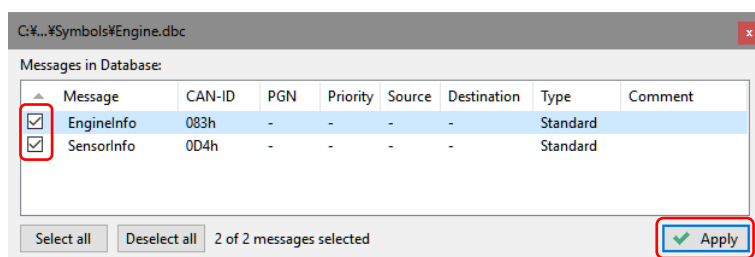 C:¥...¥Symbols¥Engine.dbc x
Messages in Database:
Message CAN-ID PGN Priority Source Destination Type Comment
EngineInfo 083h - - - - Standard
SensorInfo 0D4h - - - - Standard
Select all Deselect all 2 of 2 messages selected Apply